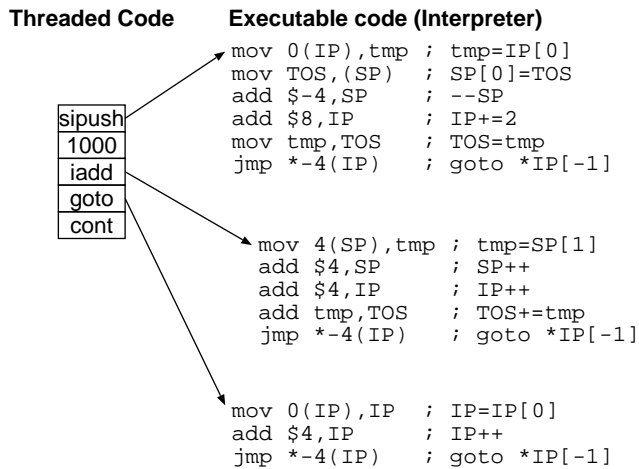 Threaded Code
Executable code (Interpreter)
sipush
1000
iadd
goto
cont
mov 0(IP),tmp ; tmp=IP[0]
mov TOS,(SP) ; SP[0]=TOS
add $-4,SP ; --SP
add $8,IP ; IP+=2
mov tmp,TOS ; TOS=tmp
jmp *-4(IP) ; goto *IP[-1]
mov 4(SP),tmp ; tmp=SP[1]
add $4,SP ; SP++
add $4,IP ; IP++
add tmp,TOS ; TOS+=tmp
jmp *-4(IP) ; goto *IP[-1]
mov 0(IP),IP ; IP=IP[0]
add $4,IP ; IP++
jmp *-4(IP) ; goto *IP[-1]